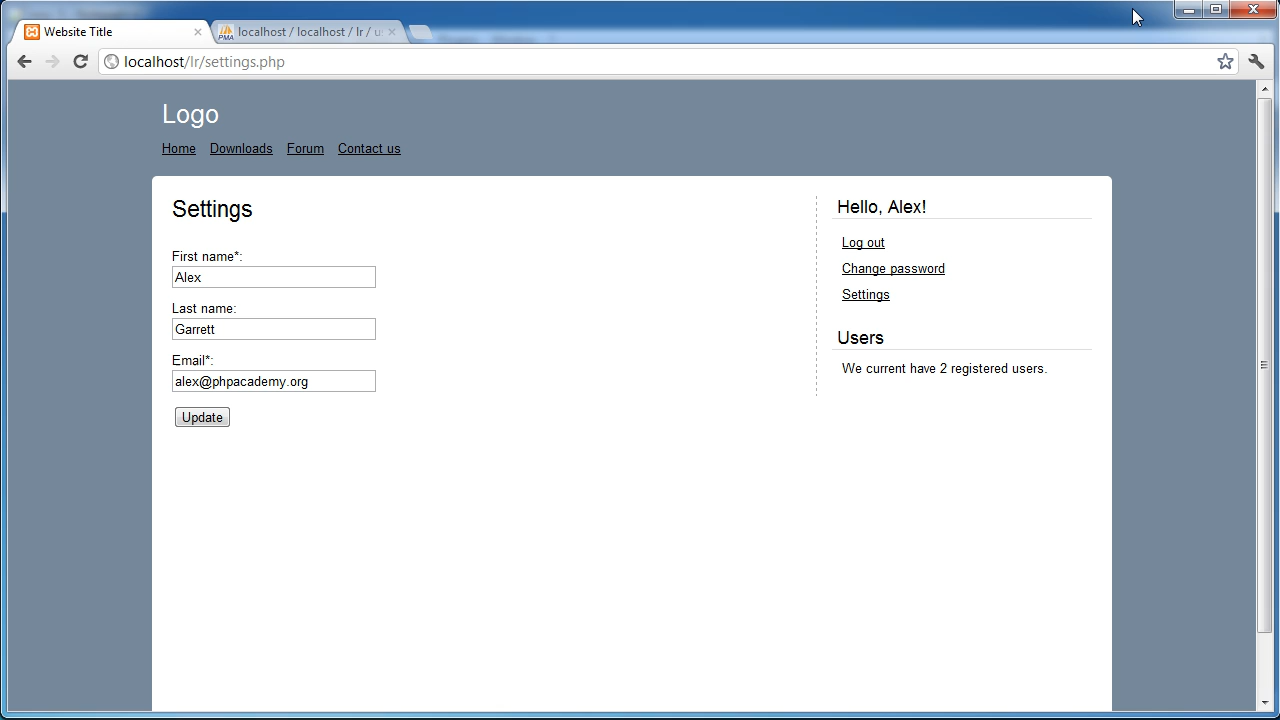 Website Title
localhost / localhost / lr / u
localhost/lr/settings.php
Logo
Home Downloads Forum Contact us
Settings
First name*:
Alex
Last name:
Garrett
Email*:
alex@phpacademy.org
Update
Hello, Alex!
Log out
Change password
Settings
Users
We current have 2 registered users.